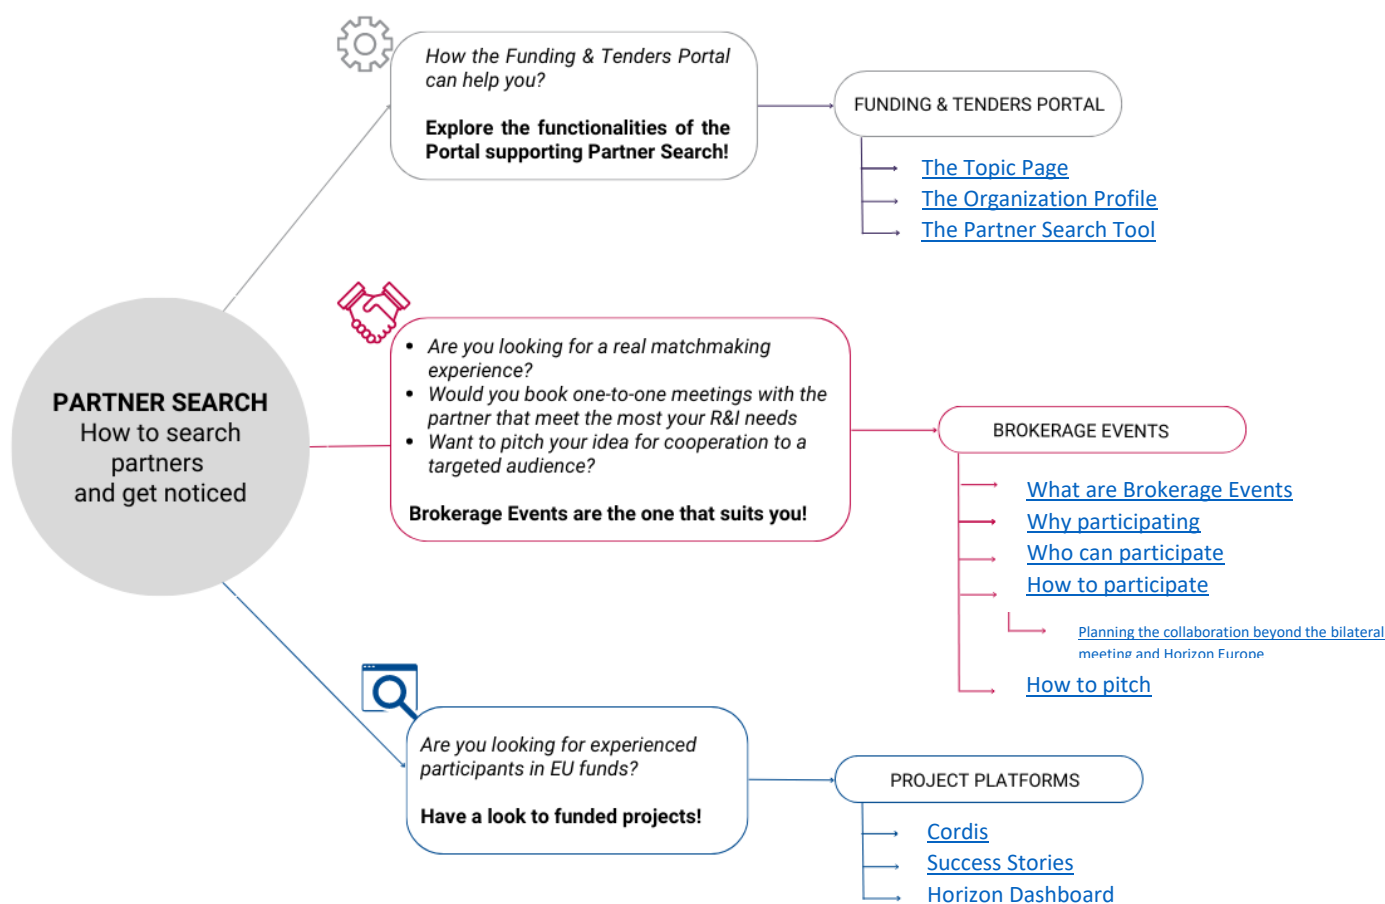 How the Funding & Tenders Portal
can help you?
Explore the functionalities of the
Portal supporting Partner Search!
FUNDING & TENDERS PORTAL
The Topic Page
The Organization Profile
The Partner Search Tool
PARTNER SEARCH
How to search
partners
and get noticed
• Are you looking for a real matchmaking
experience?
• Would you book one-to-one meetings with the
partner that meet the most your R&I needs
• Want to pitch your idea for cooperation to a
targeted audience?
Brokerage Events are the one that suits you!
BROKERAGE EVENTS
What are Brokerage Events
Why participating
Who can participate
How to participate
Planning the collaboration beyond the bilateral
meeting and Horizon Europe
How to pitch
Are you looking for experienced
participants in EU funds?
Have a look to funded projects!
PROJECT PLATFORMS
Cordis
Success Stories
Horizon Dashboard